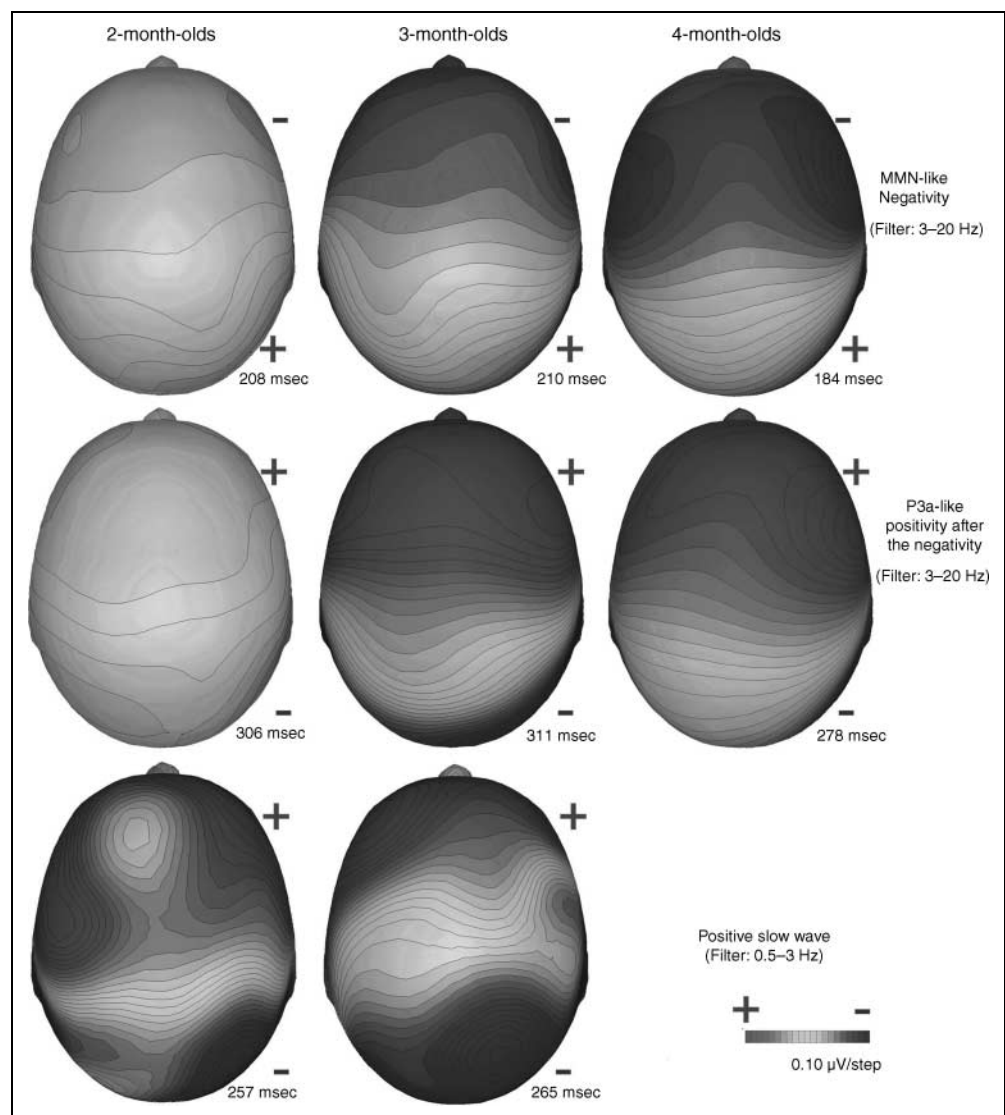 2-month-olds 3-month-olds 4-month-olds
- - -
MMN-like
Negativity
(Filter: 3–20 Hz)
+ + +
208 msec 210 msec 184 msec
+ + +
P3a-like
positivity after
the negativity
(Filter: 3–20 Hz)
- - -
306 msec 311 msec 278 msec
+ +
Positive slow wave
(Filter: 0.5–3 Hz)
+ -
0.10 µV/step
- -
257 msec 265 msec